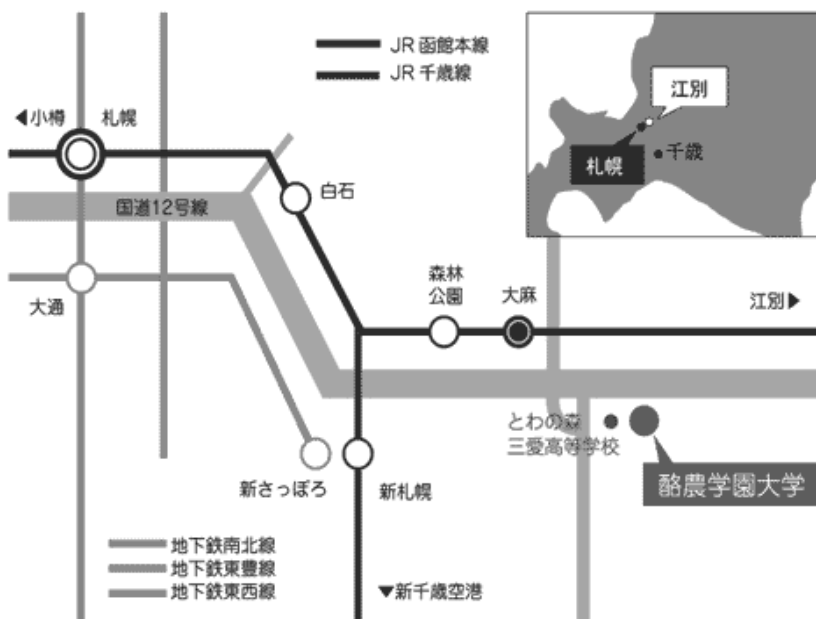 JR 函館本線
JR 千歳線
◀小樽
札幌
国道12号線
白石
大通
森林
公園
大麻
江別▶
新さっぽろ
新札幌
▼新千歳空港
とわの森
三愛高等学校
酪農学園大学
江別
札幌
千歳
地下鉄南北線
地下鉄東豊線
地下鉄東西線